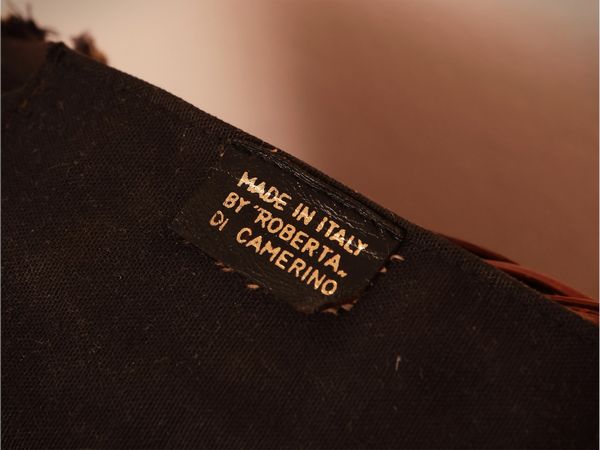 MADE IN ITALY
BY "ROBERTA„
DI CAMERINO